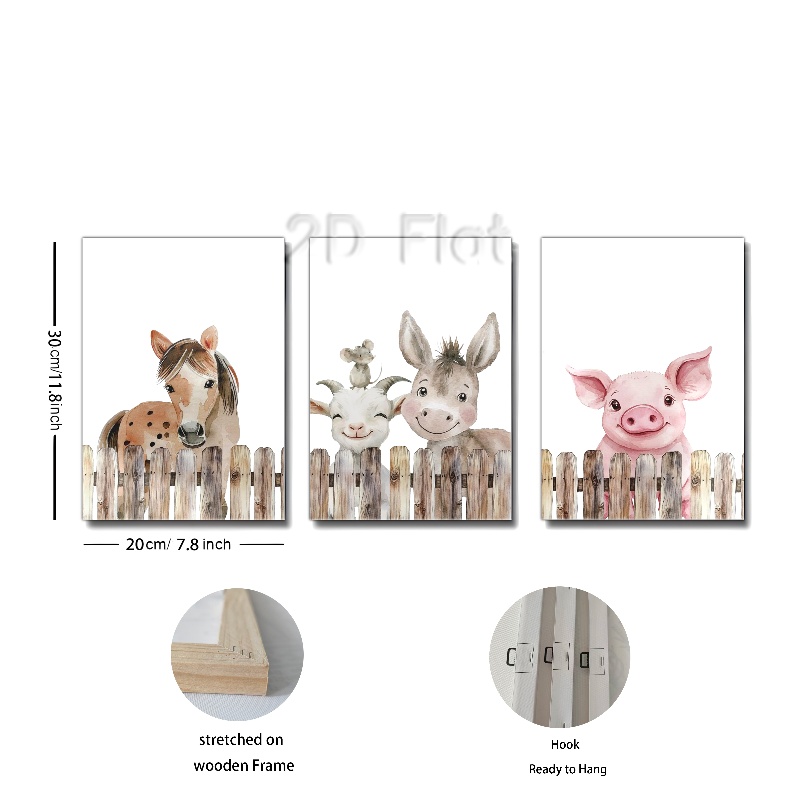 2D Flat
30cm/11.8inch
20cm/ 7.8 inch
stretched on
wooden Frame
Hook
Ready to Hang